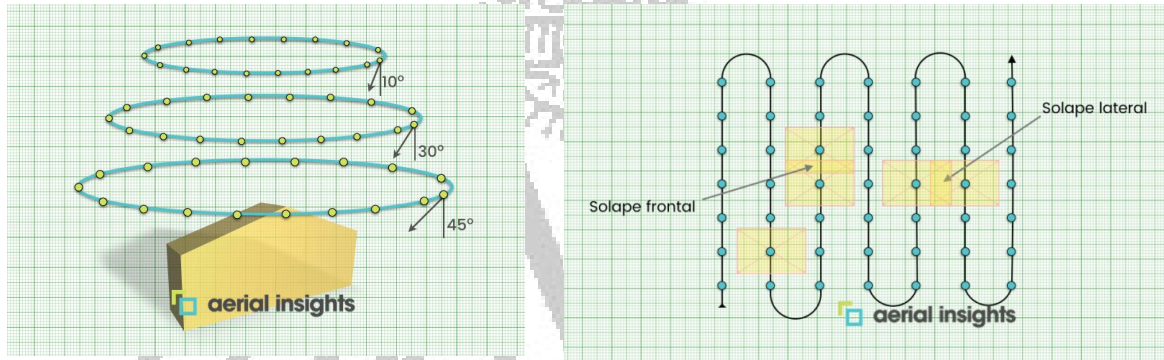 10°
30°
45°
aerial insights
Solape lateral
Solape frontal
aerial insights